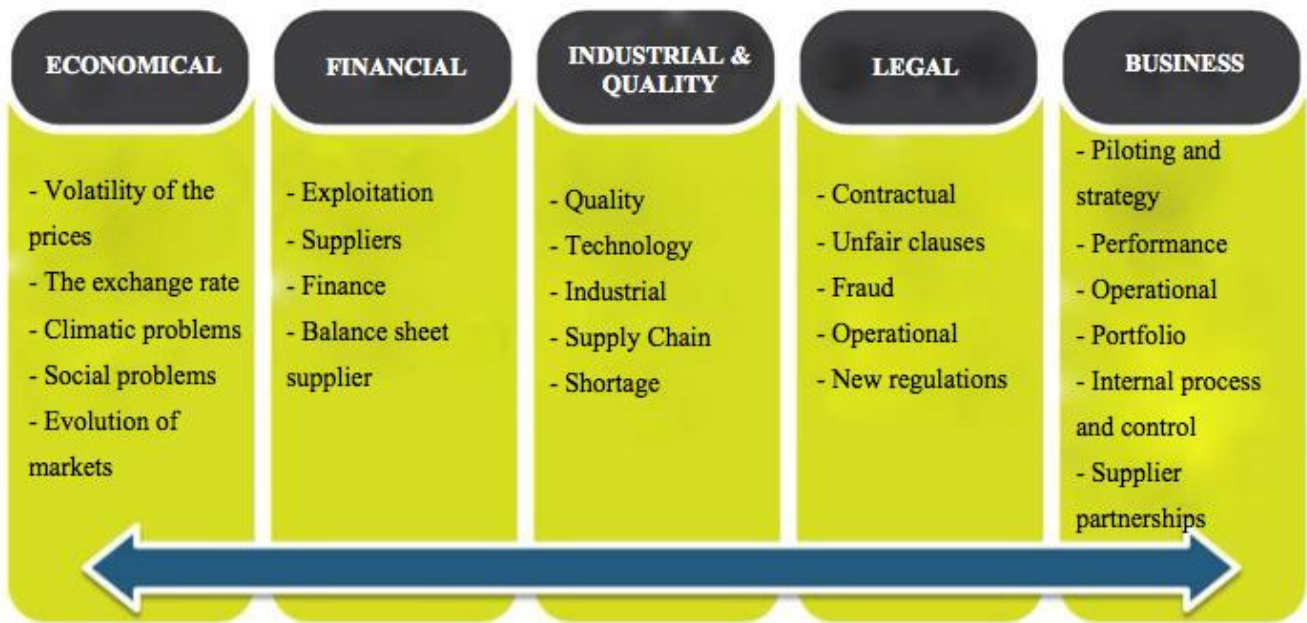 ECONOMICAL
- Volatility of the
prices
- The exchange rate
- Climatic problems
- Social problems
- Evolution of
markets
FINANCIAL
- Exploitation
- Suppliers
- Finance
- Balance sheet
supplier
INDUSTRIAL &
QUALITY
- Quality
- Technology
- Industrial
- Supply Chain
- Shortage
LEGAL
- Contractual
- Unfair clauses
- Fraud
- Operational
- New regulations
BUSINESS
- Piloting and
strategy
- Performance
- Operational
- Portfolio
- Internal process
and control
- Supplier
partnerships